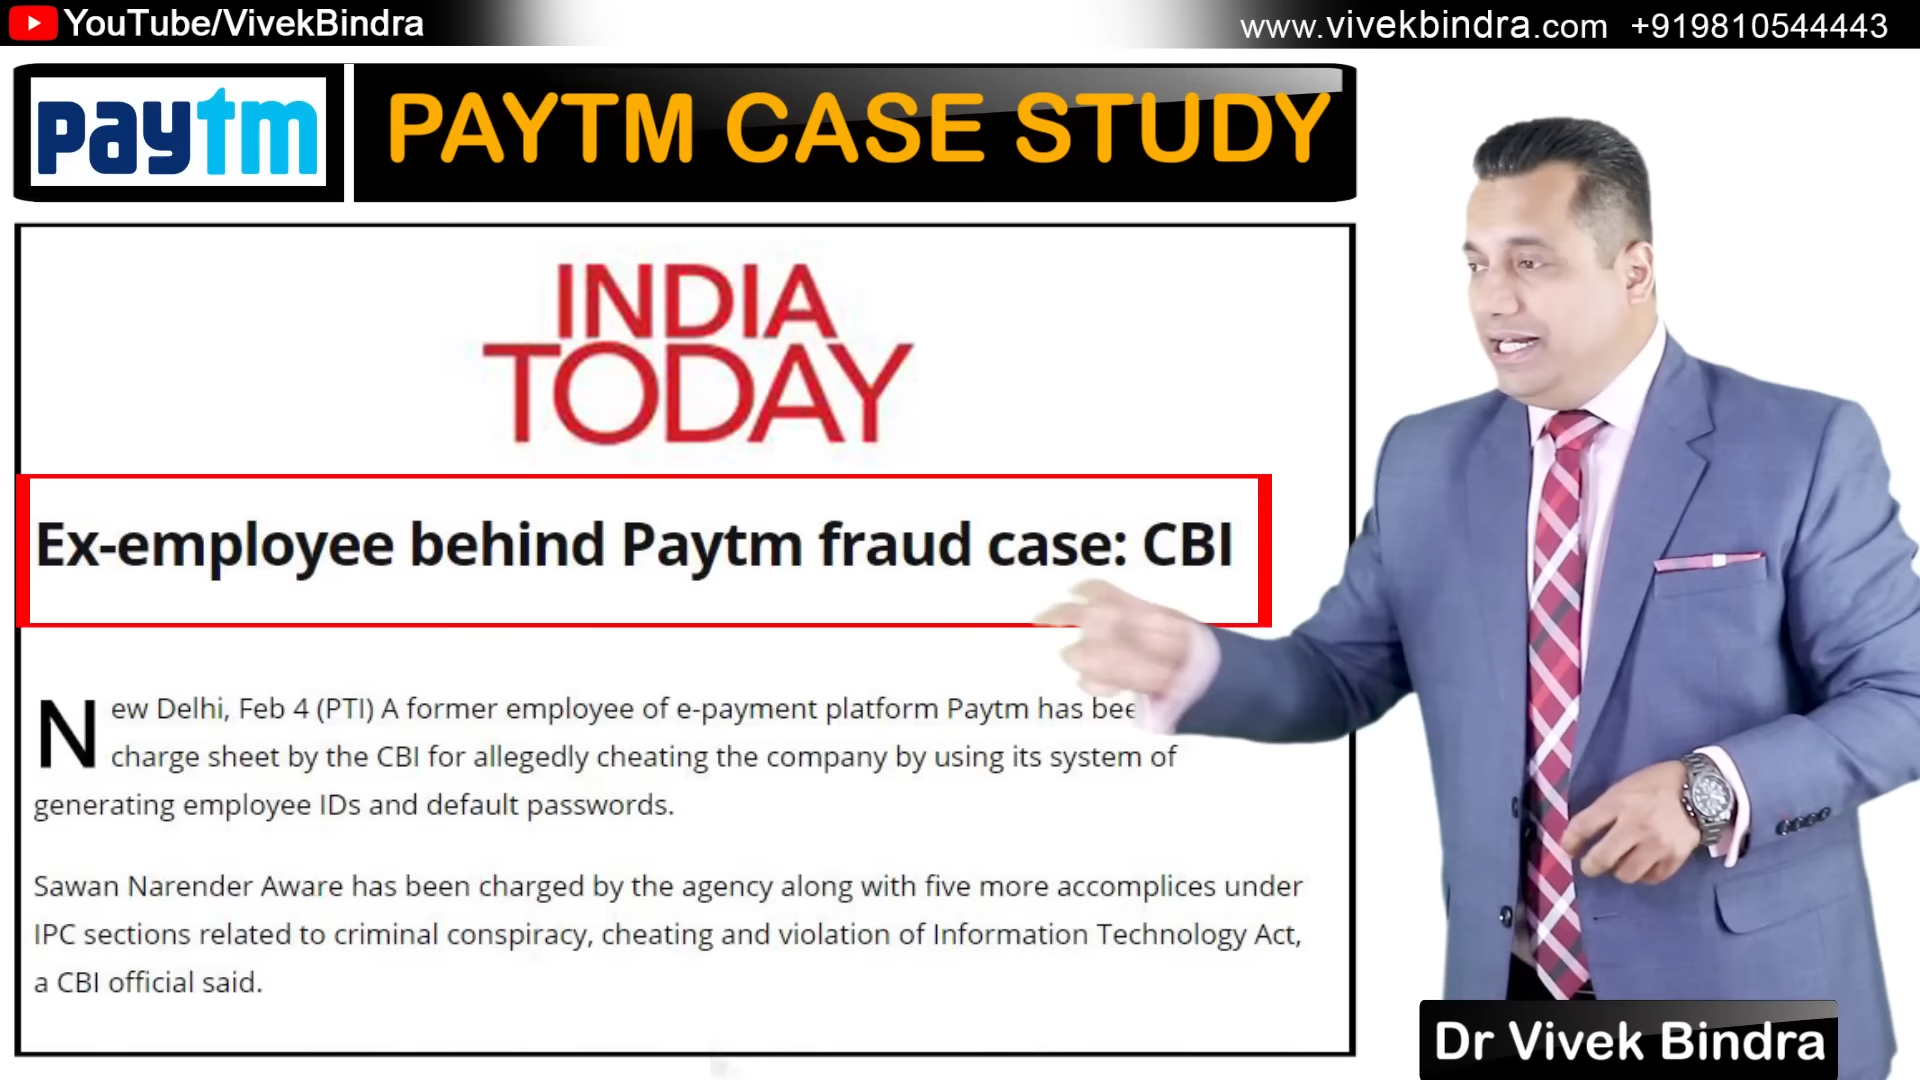 YouTube/VivekBindra
www.vivekbindra.com +919810544443
paytm
PAYTM CASE STUDY
INDIA
TODAY
Ex-employee behind Paytm fraud case: CBI
New Delhi, Feb 4 (PTI) A former employee of e-payment platform Paytm has
charge sheet by the CBI for allegedly cheating the company by using its system of
generating employee IDs and default passwords.
Sawan Narender Aware has been charged by the agency along with five more accomplices under
IPC sections related to criminal conspiracy, cheating and violation of Information Technology Act,
a CBI official said.
Dr Vivek Bindra